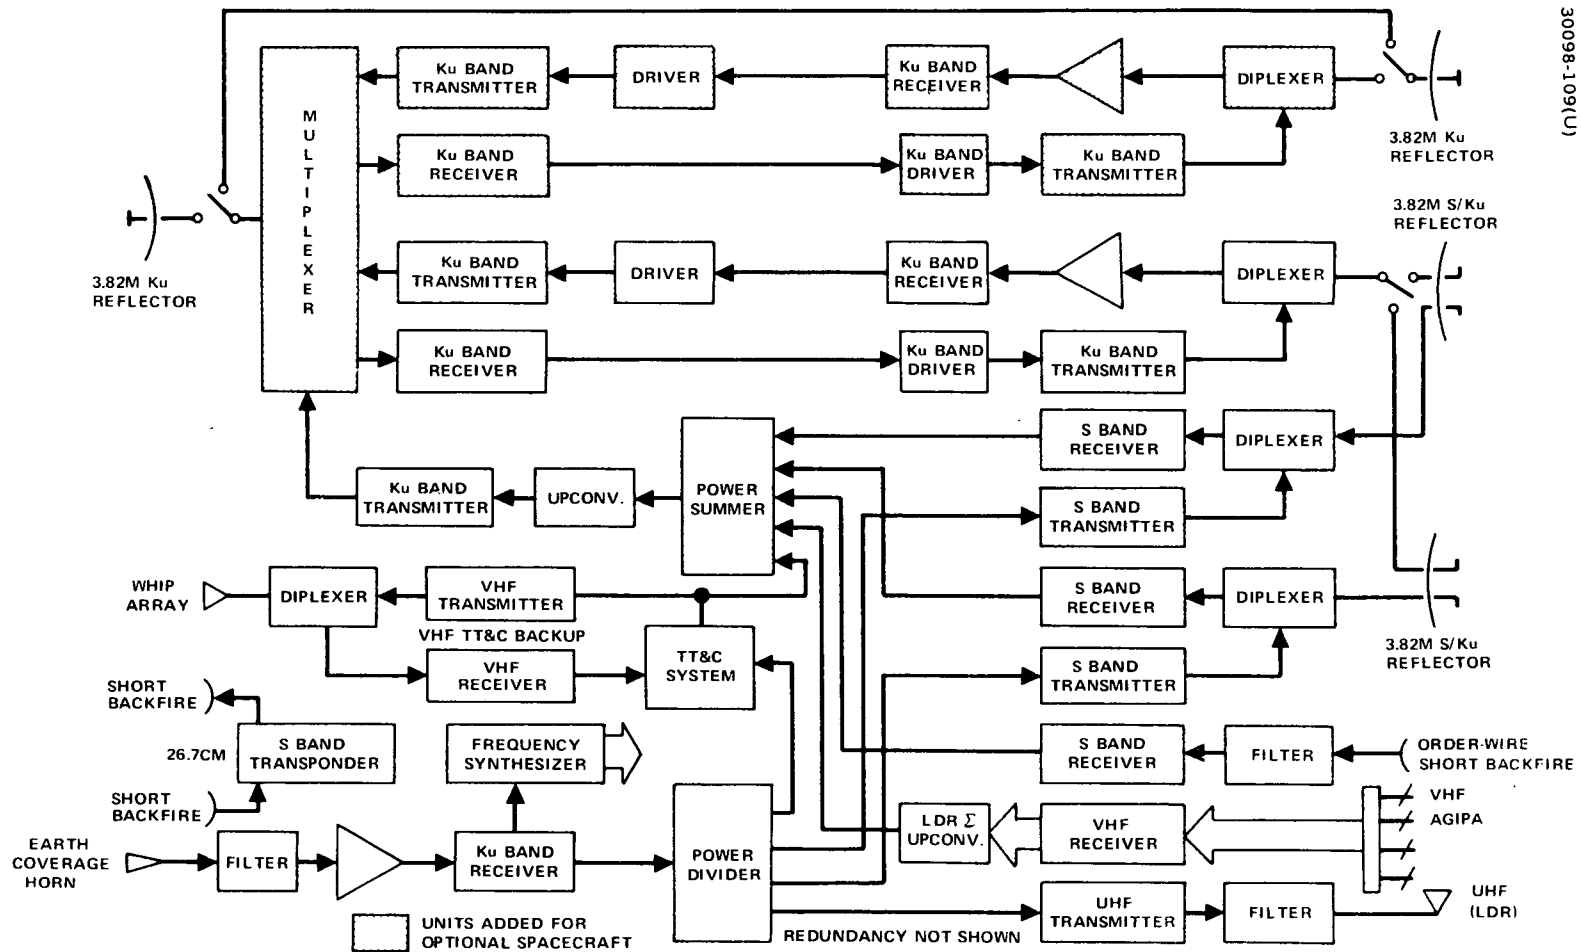 30098-109(U)
Ku BAND
TRANSMITTER
DRIVER
Ku BAND
RECEIVER
DIPLEXER
3.82M Ku
REFLECTOR
MULTIPLEXER
Ku BAND
RECEIVER
Ku BAND
DRIVER
Ku BAND
TRANSMITTER
3.82M S/Ku
REFLECTOR
3.82M Ku
REFLECTOR
Ku BAND
TRANSMITTER
DRIVER
Ku BAND
RECEIVER
DIPLEXER
Ku BAND
RECEIVER
Ku BAND
DRIVER
Ku BAND
TRANSMITTER
S BAND
RECEIVER
DIPLEXER
Ku BAND
TRANSMITTER
UPCONV.
POWER
SUMMER
S BAND
TRANSMITTER
WHIP
ARRAY
DIPLEXER
VHF
TRANSMITTER
S BAND
RECEIVER
DIPLEXER
VHF TT&C BACKUP
3.82M S/Ku
REFLECTOR
VHF
RECEIVER
TT&C
SYSTEM
S BAND
TRANSMITTER
SHORT
BACKFIRE
26.7CM
S BAND
TRANSPONDER
FREQUENCY
SYNTHESIZER
S BAND
RECEIVER
FILTER
ORDER-WIRE
SHORT BACKFIRE
SHORT
BACKFIRE
LDR Σ
UPCONV.
VHF
RECEIVER
VHF
AGIPA
EARTH
COVERAGE
HORN
FILTER
Ku BAND
RECEIVER
POWER
DIVIDER
UHF
TRANSMITTER
FILTER
UHF
(LDR)
UNITS ADDED FOR
OPTIONAL SPACECRAFT
REDUNDANCY NOT SHOWN